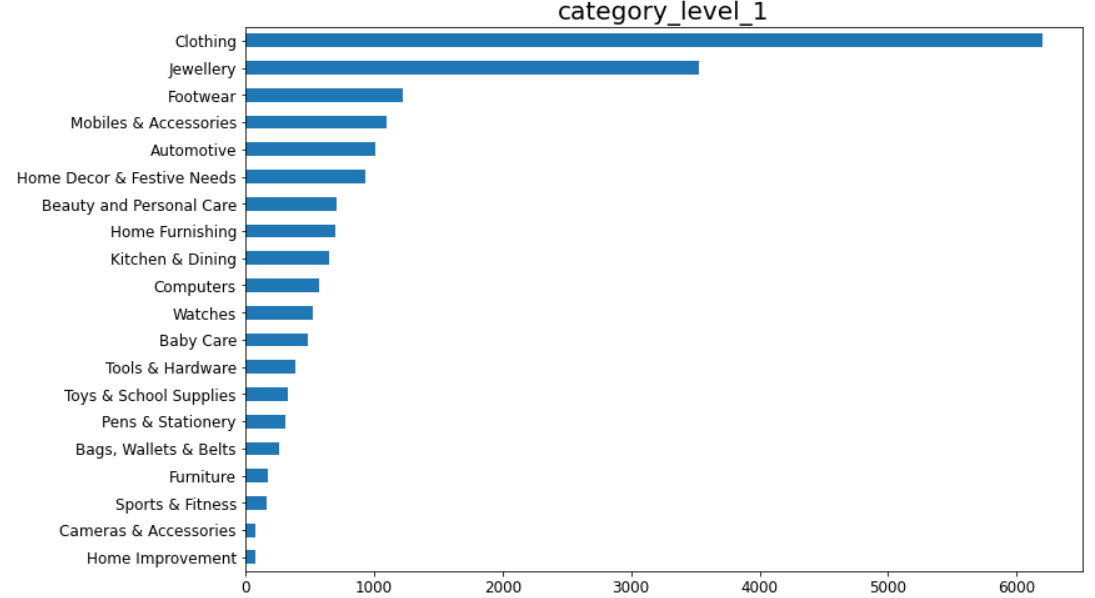 category_level_1
Clothing
Jewellery
Footwear
Mobiles & Accessories
Automotive
Home Decor & Festive Needs
Beauty and Personal Care
Home Furnishing
Kitchen & Dining
Computers
Watches
Baby Care
Tools & Hardware
Toys & School Supplies
Pens & Stationery
Bags, Wallets & Belts
Furniture
Sports & Fitness
Cameras & Accessories
Home Improvement
0 1000 2000 3000 4000 5000 6000